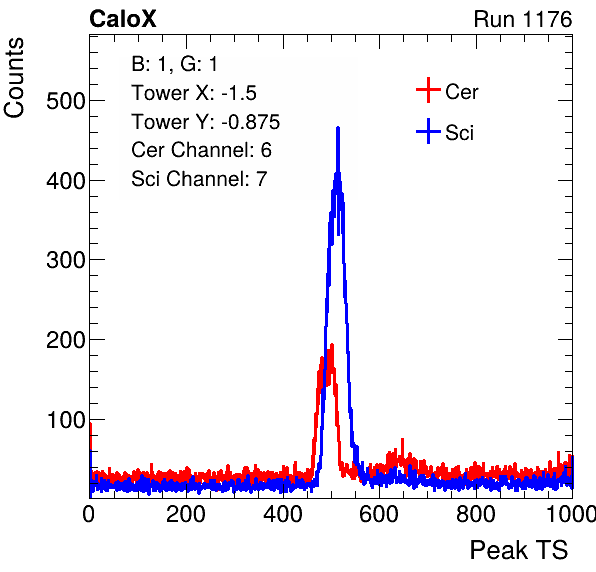 CaloX Run 1176
B: 1, G: 1
Tower X: -1.5
Tower Y: -0.875
Cer Channel: 6
Sci Channel: 7
Cer
Sci
Counts
500
400
300
200
100
0 200 400 600 800 1000
Peak TS